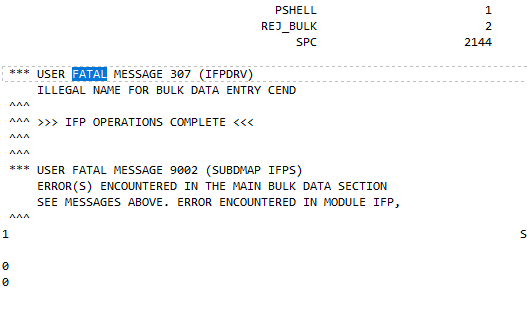 PSHELL 1
REJ_BULK 2
SPC 2144
*** USER FATAL MESSAGE 307 (IFPDRV)
ILLEGAL NAME FOR BULK DATA ENTRY CEND
^^^
^^^ >>> IFP OPERATIONS COMPLETE <<<
^^^
^^^
*** USER FATAL MESSAGE 9002 (SUBDMAP IFPS)
ERROR(S) ENCOUNTERED IN THE MAIN BULK DATA SECTION
SEE MESSAGES ABOVE. ERROR ENCOUNTERED IN MODULE IFP,
^^^
1 S
0
0